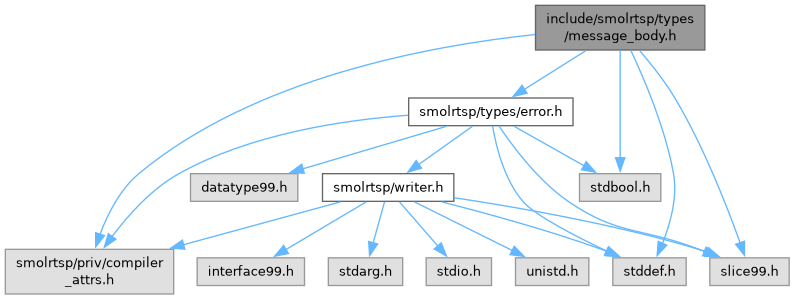 include/smolrtsp/types
/message_body.h
smolrtsp/types/error.h
datatype99.h
smolrtsp/writer.h
stdbool.h
smolrtsp/priv/compiler
_attrs.h
interface99.h
stdarg.h
stdio.h
unistd.h
stddef.h
slice99.h